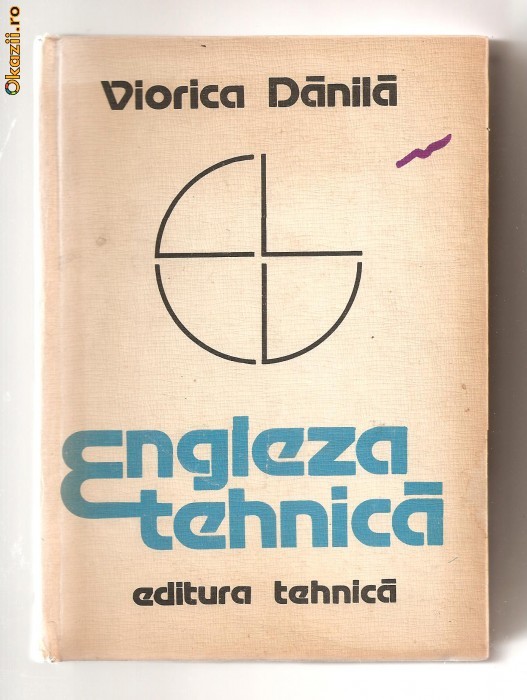 Okazii.ro
Viorica Dănilă
Engleza
tehnică
editura tehnică